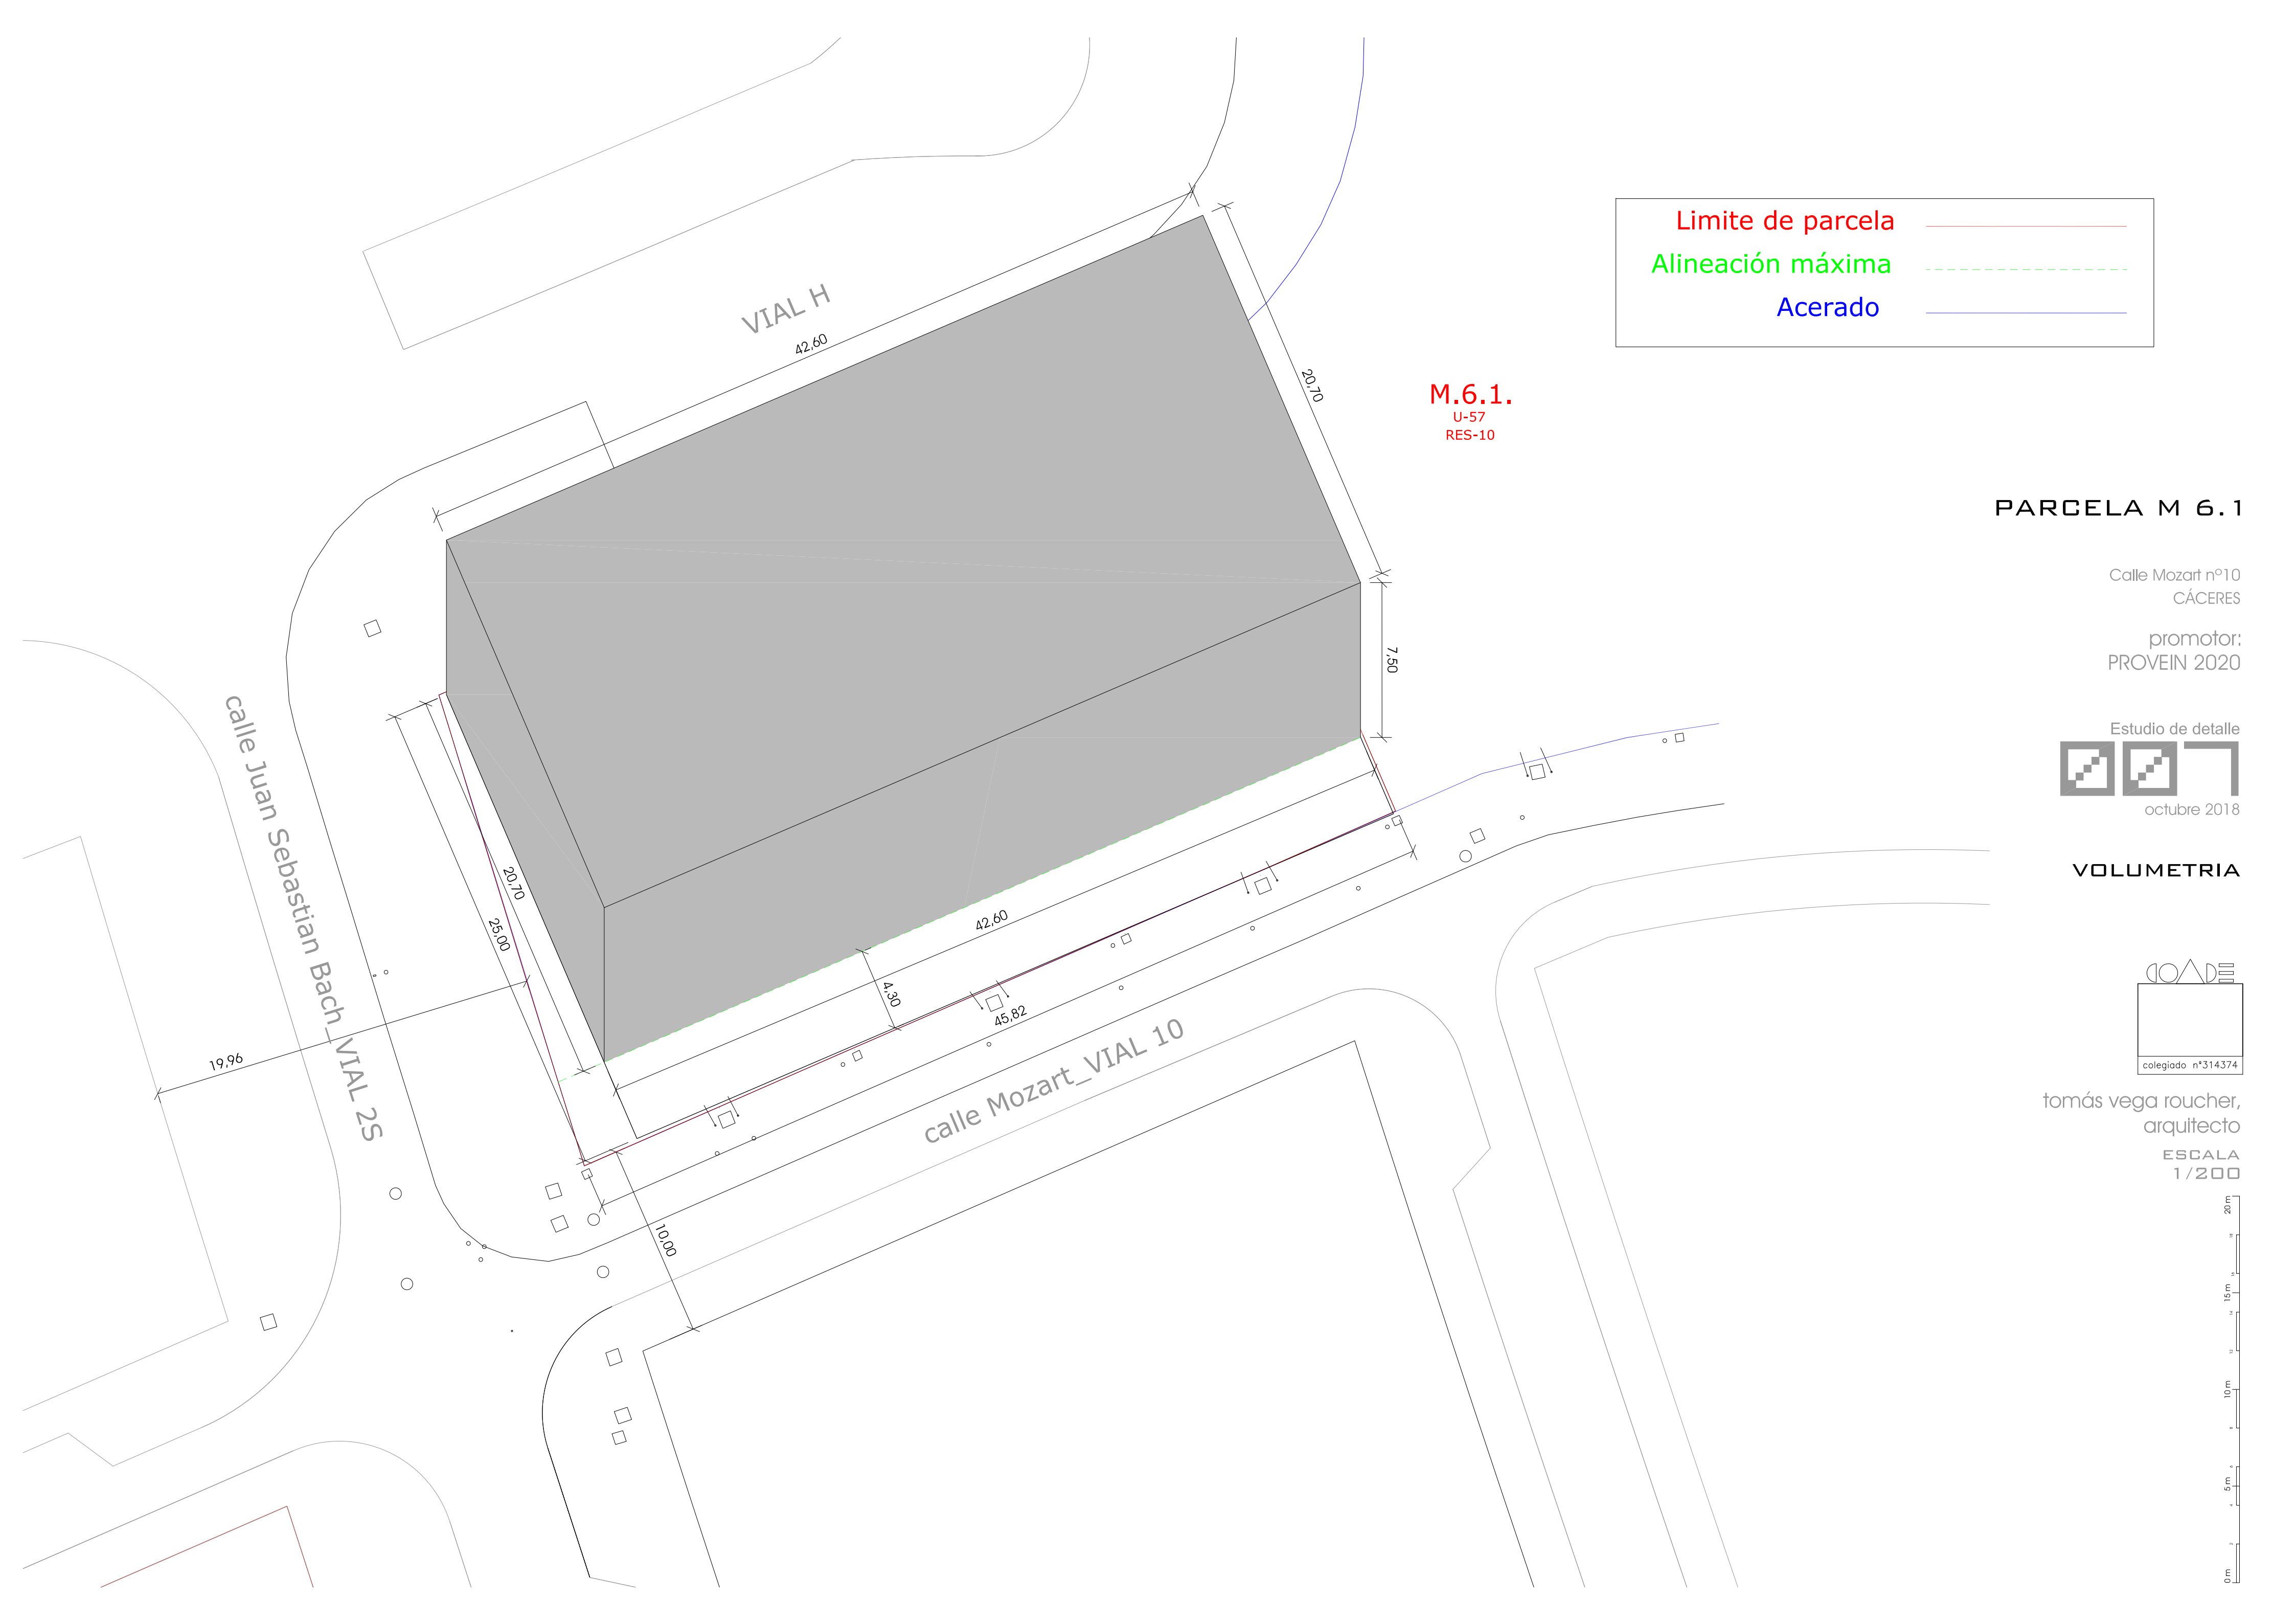 Limite de parcela
Alineación máxima
Acerado
VIAL H
42,60
20,70
M.6.1.
U-57
RES-10
7,50
PARCELA M 6.1
Calle Mozart nº10
CÁCERES
promotor:
PROVEIN 2020
Estudio de detalle
007
octubre 2018
VOLUMETRIA
calle Juan Sebastian Bach_VIAL 2S
20,70
25,00
42,60
4,30
45,82
19,96
calle Mozart_VIAL 10
10,00
COADE
colegiado n°314374
tomás vega roucher,
arquitecto
ESCALA
1/200
20 m
15 m
10 m
5 m
0 m